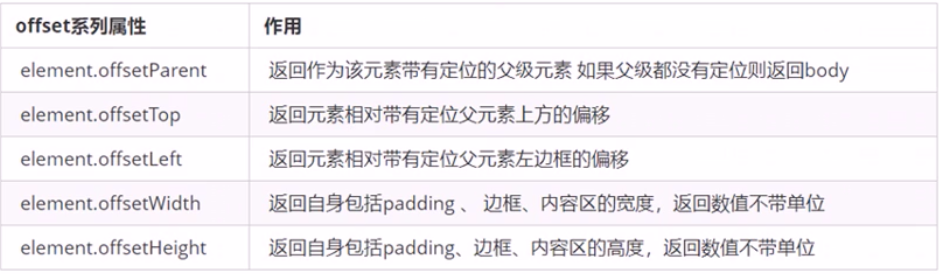 offset系列属性 作用
element.offsetParent 返回作为该元素带有定位的父级元素 如果父级都没有定位则返回body
element.offsetTop 返回元素相对带有定位父元素上方的偏移
element.offsetLeft 返回元素相对带有定位父元素左边框的偏移
element.offsetWidth 返回自身包括padding 、 边框、内容区的宽度，返回数值不带单位
element.offsetHeight 返回自身包括padding、边框、内容区的高度，返回数值不带单位